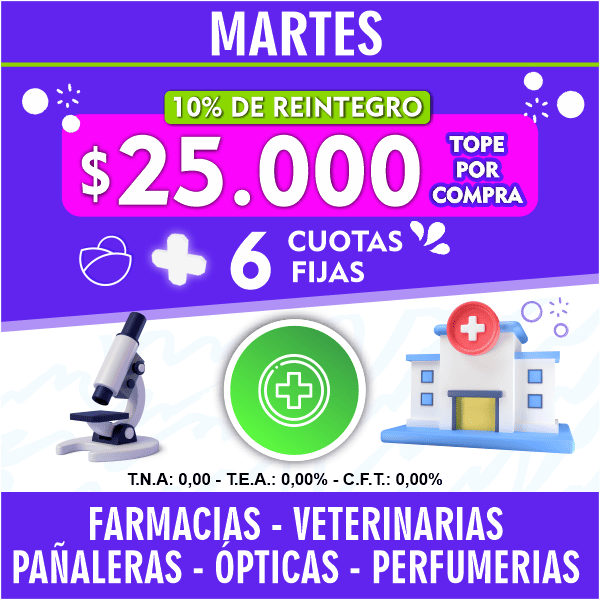 MARTES
10% DE REINTEGRO
$25.000
TOPE
POR
COMPRA
6 CUOTAS
FIJAS
T.N.A: 0,00 - T.E.A.: 0,00% - C.F.T.: 0,00%
FARMACIAS - VETERINARIAS
PAÑALERAS - ÓPTICAS - PERFUMERIAS